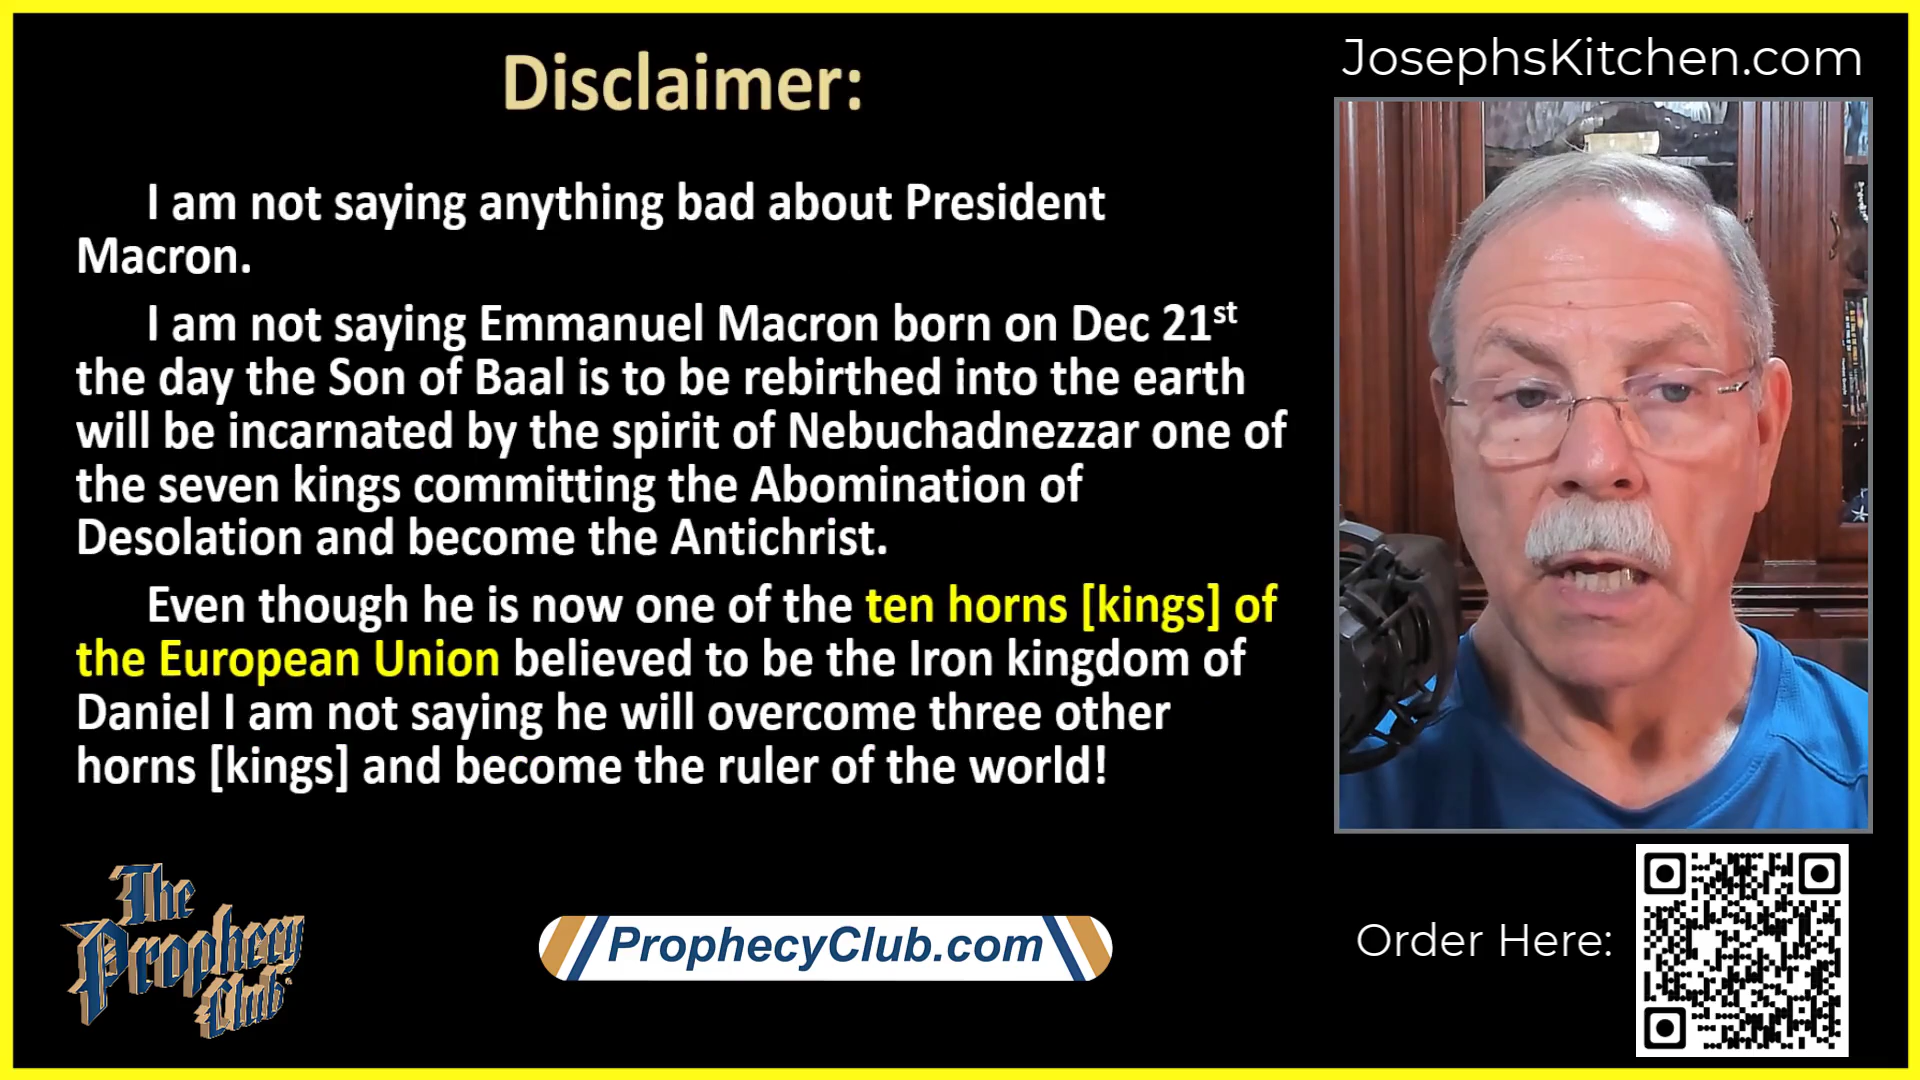 Disclaimer:
I am not saying anything bad about President
Macron.
I am not saying Emmanuel Macron born on Dec 21st
the day the Son of Baal is to be rebirthed into the earth
will be incarnated by the spirit of Nebuchadnezzar one of
the seven kings committing the Abomination of
Desolation and become the Antichrist.
Even though he is now one of the ten horns [kings] of
the European Union believed to be the Iron kingdom of
Daniel I am not saying he will overcome three other
horns [kings] and become the ruler of the world!
JosephsKitchen.com
The
Prophecy
Club
ProphecyClub.com
Order Here: